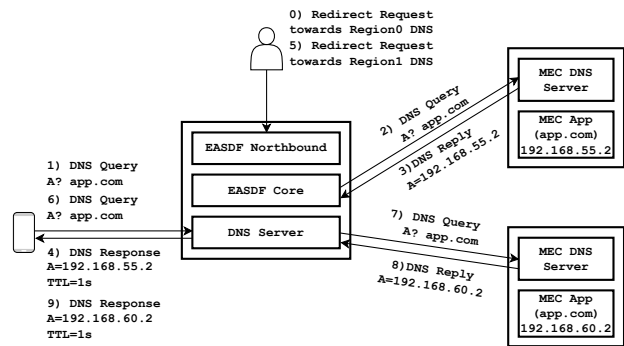 0) Redirect Request
towards Region0 DNS
5) Redirect Request
towards Region1 DNS
EASDF Northbound
EASDF Core
DNS Server
1) DNS Query
A? app.com
6) DNS Query
A? app.com
4) DNS Response
A=192.168.55.2
TTL=1s
9) DNS Response
A=192.168.60.2
TTL=1s
2) DNS Query
A? app.com
3)DNS Reply
A=192.168.55.2
MEC DNS
Server
MEC App
(app.com)
192.168.55.2
7) DNS Query
A? app.com
8)DNS Reply
A=192.168.60.2
MEC DNS
Server
MEC App
(app.com)
192.168.60.2